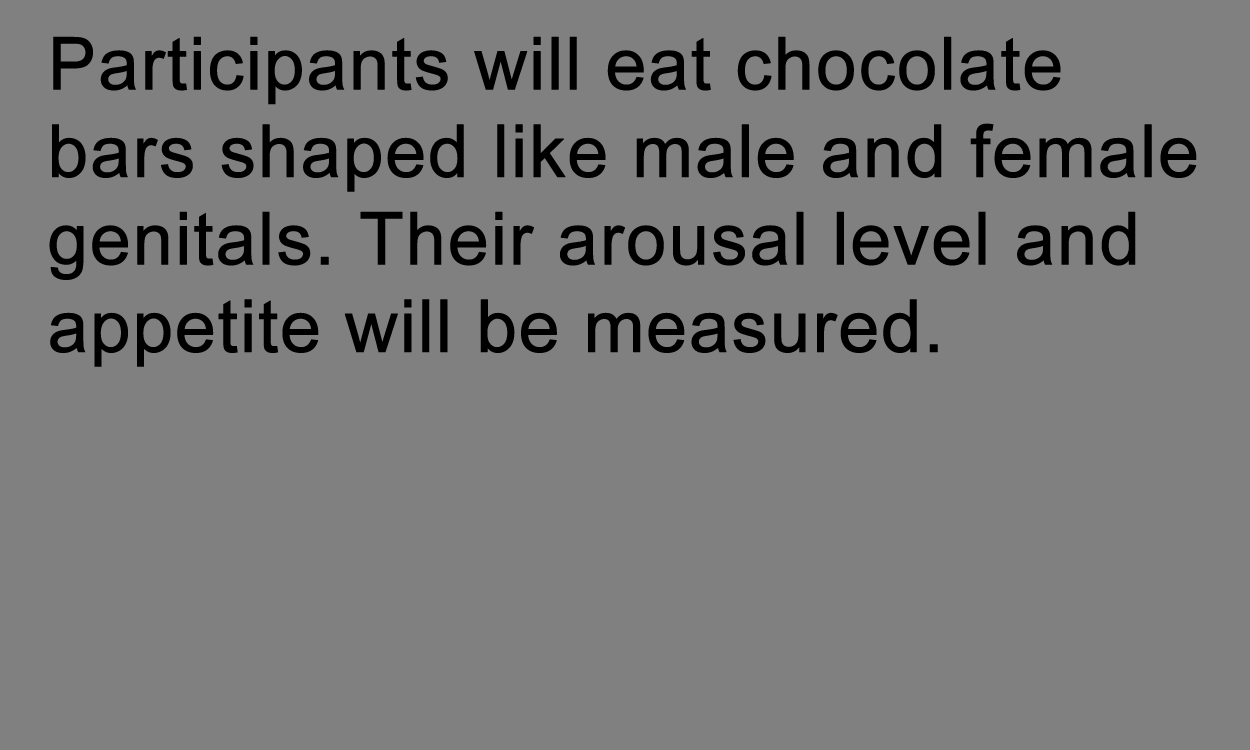 Participants will eat chocolate
bars shaped like male and female
genitals. Their arousal level and
appetite will be measured.